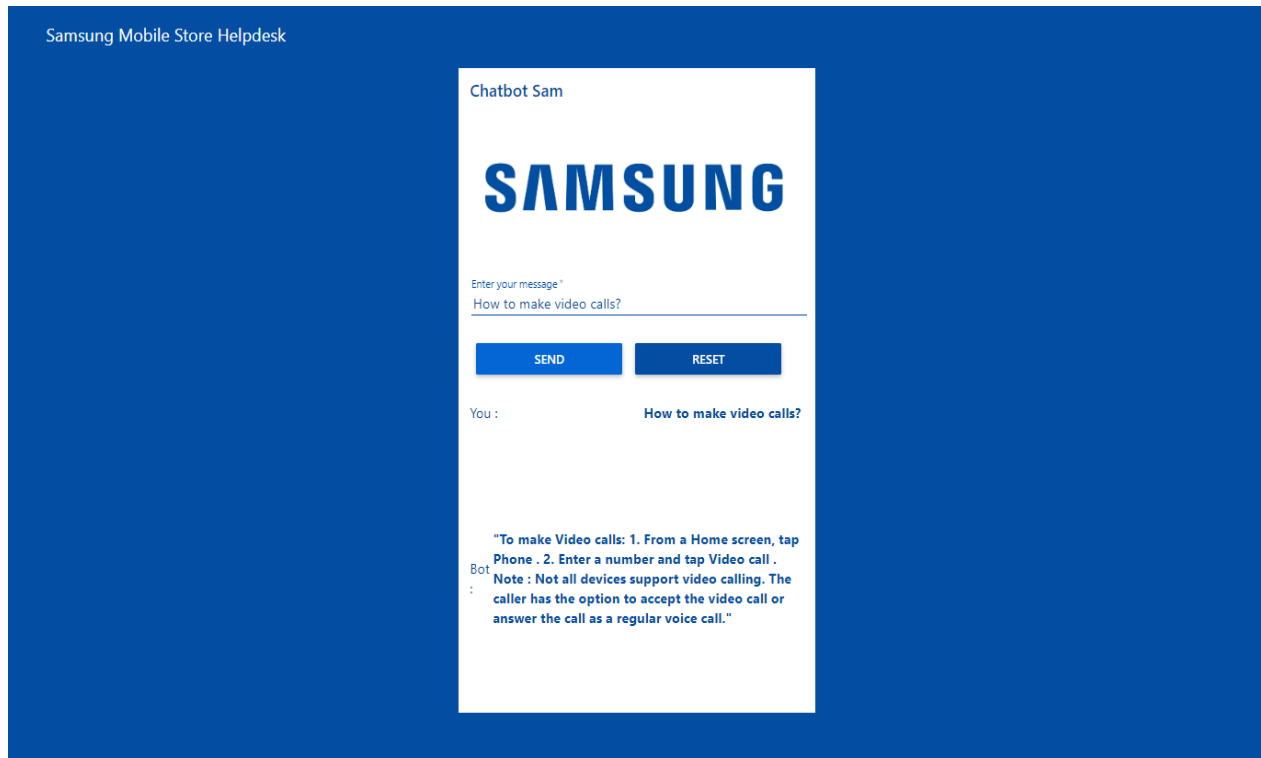 Samsung Mobile Store Helpdesk
Chatbot Sam
SAMSUNG
Enter your message *
How to make video calls?
SEND
RESET
You :
How to make video calls?
Bot
:
"To make Video calls: 1. From a Home screen, tap
Phone . 2. Enter a number and tap Video call .
Note : Not all devices support video calling. The
caller has the option to accept the video call or
answer the call as a regular voice call."